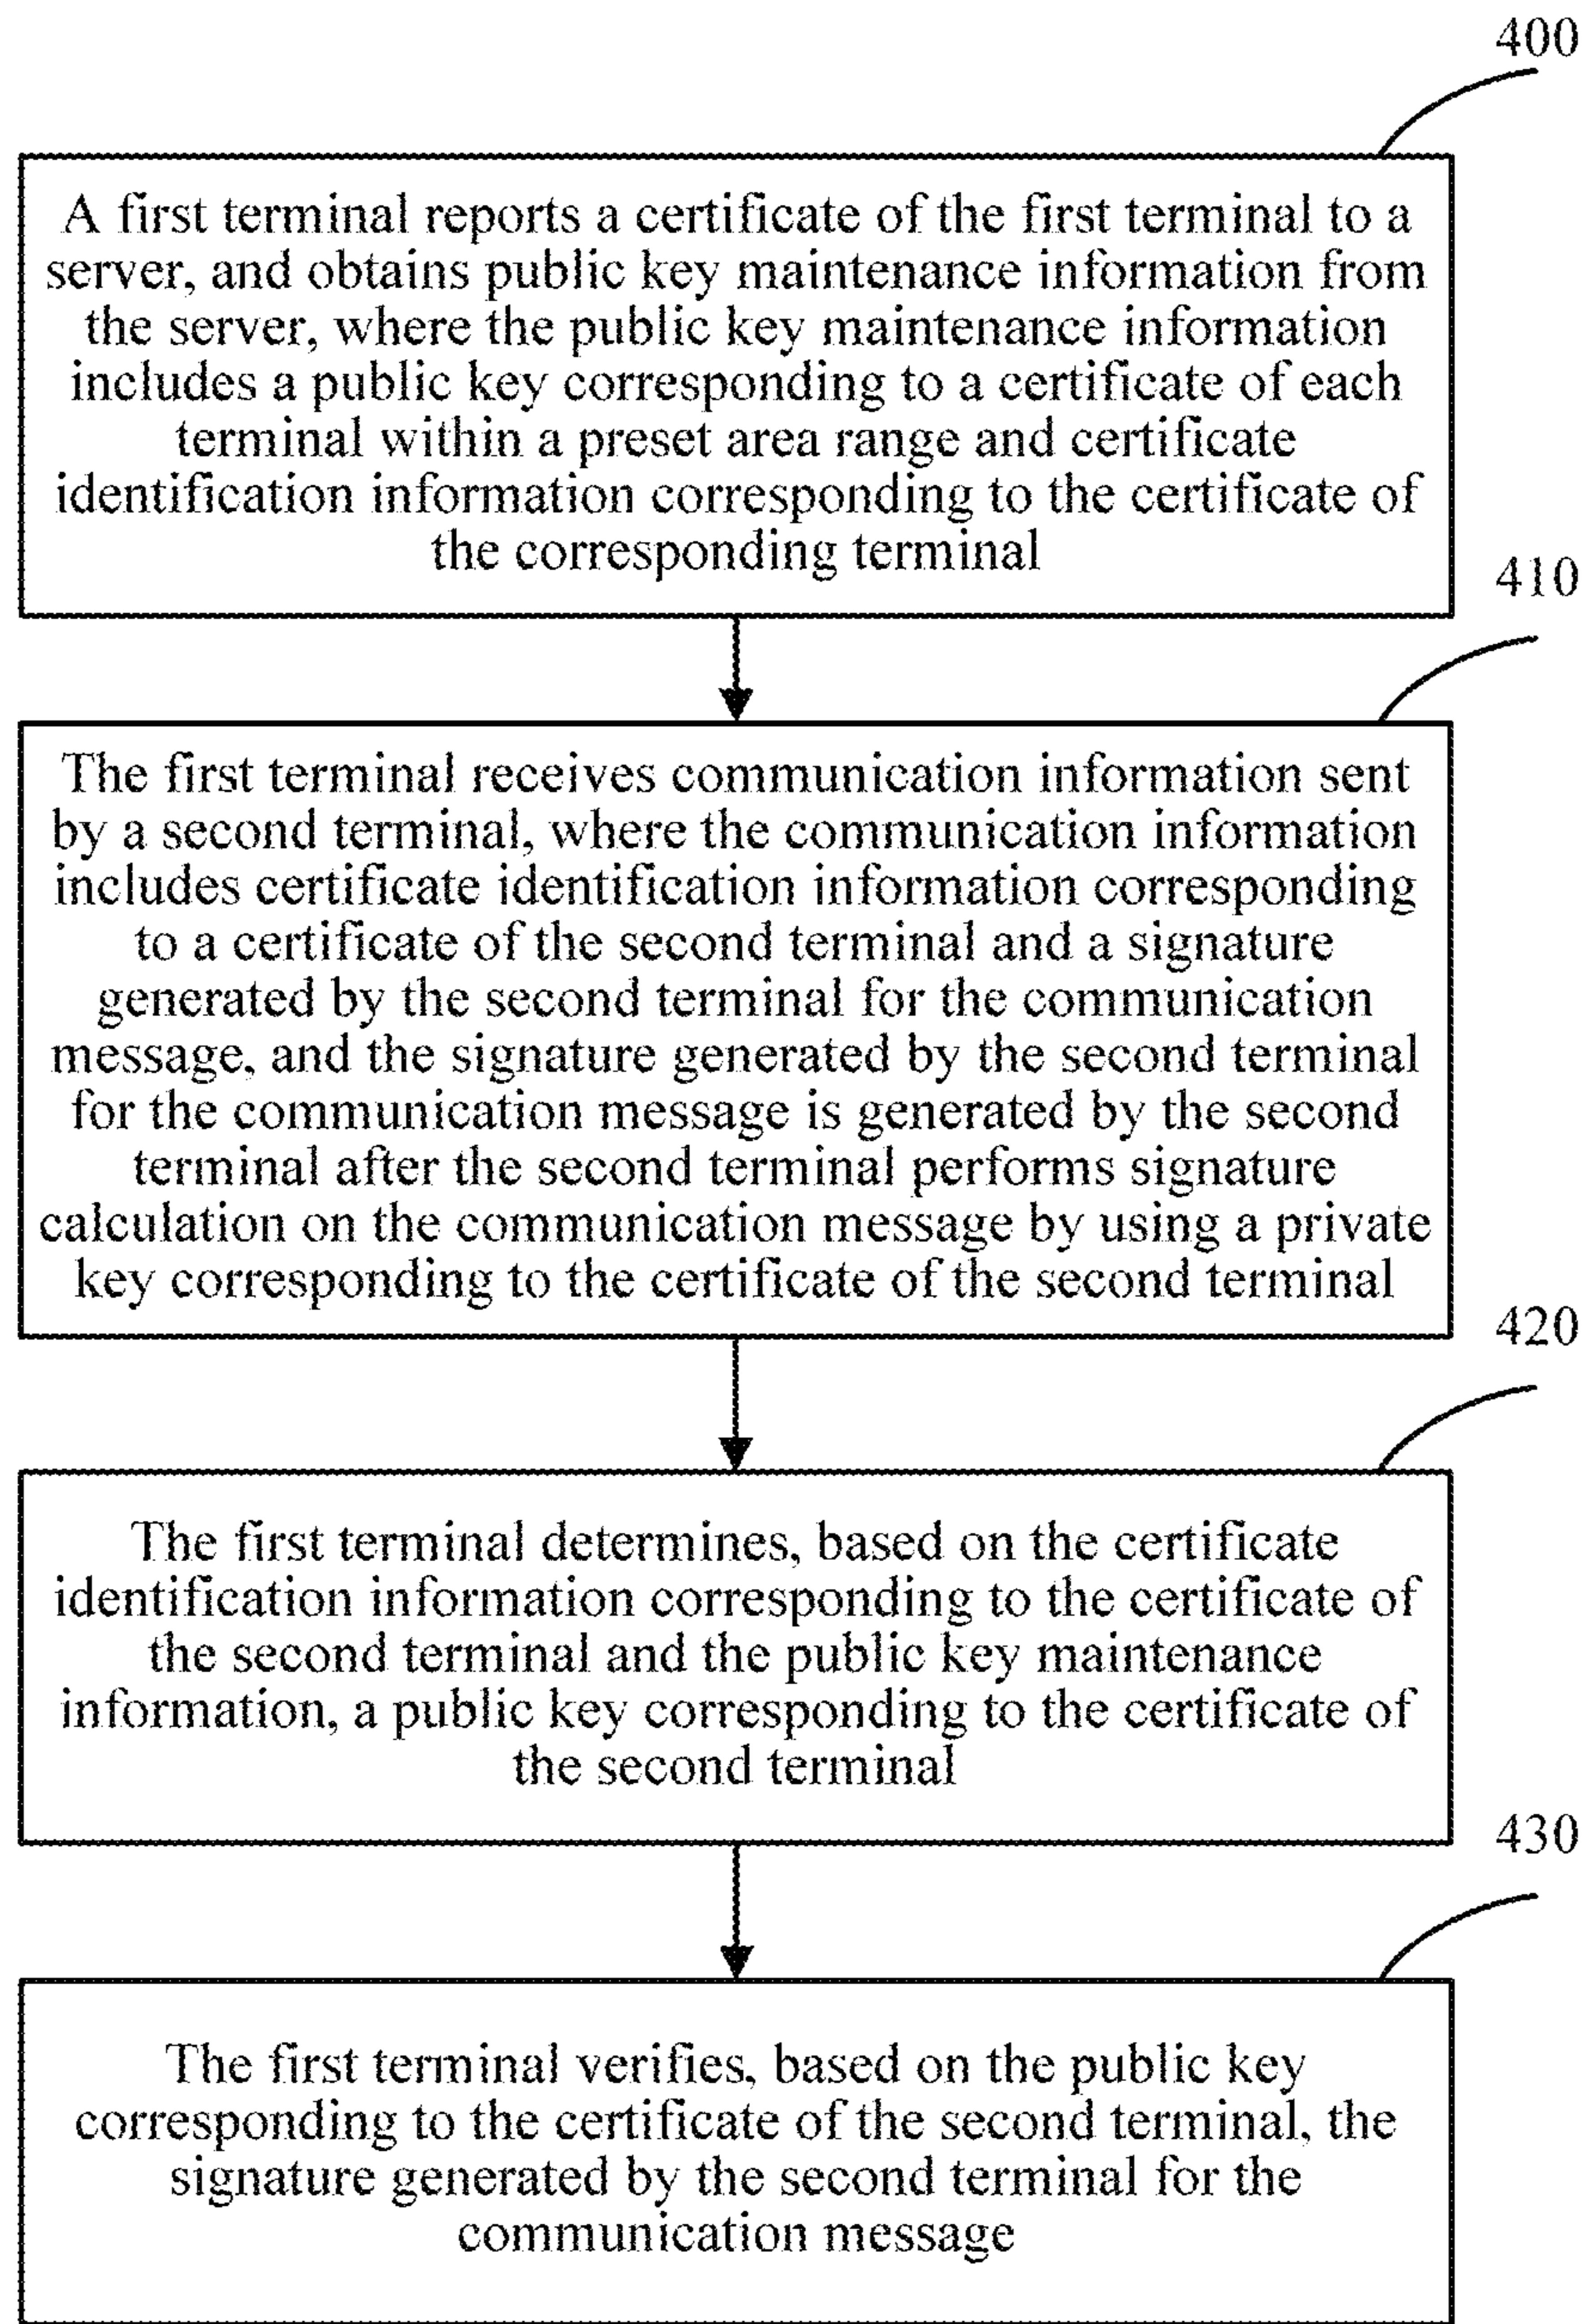 400
A first terminal reports a certificate of the first terminal to a
server, and obtains public key maintenance information from
the server, where the public key maintenance information
includes a public key corresponding to a certificate of each
terminal within a preset area range and certificate
identification information corresponding to the certificate of
the corresponding terminal
410
The first terminal receives communication information sent
by a second terminal, where the communication information
includes certificate identification information corresponding
to a certificate of the second terminal and a signature
generated by the second terminal for the communication
message, and the signature generated by the second terminal
for the communication message is generated by the second
terminal after the second terminal performs signature
calculation on the communication message by using a private
key corresponding to the certificate of the second terminal
420
The first terminal determines, based on the certificate
identification information corresponding to the certificate of
the second terminal and the public key maintenance
information, a public key corresponding to the certificate of
the second terminal
430
The first terminal verifies, based on the public key
corresponding to the certificate of the second terminal, the
signature generated by the second terminal for the
communication message